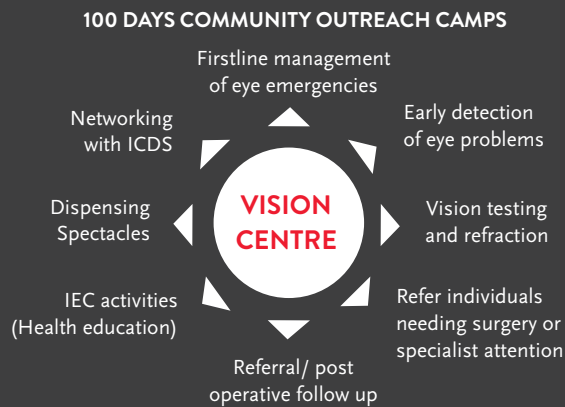 100 DAYS COMMUNITY OUTREACH CAMPS
Firstline management
of eye emergencies
Early detection
of eye problems
Vision testing
and refraction
Refer individuals
needing surgery or
specialist attention
Referral/ post
operative follow up
IEC activities
(Health education)
Dispensing
Spectacles
Networking
with ICDS
VISION
CENTRE